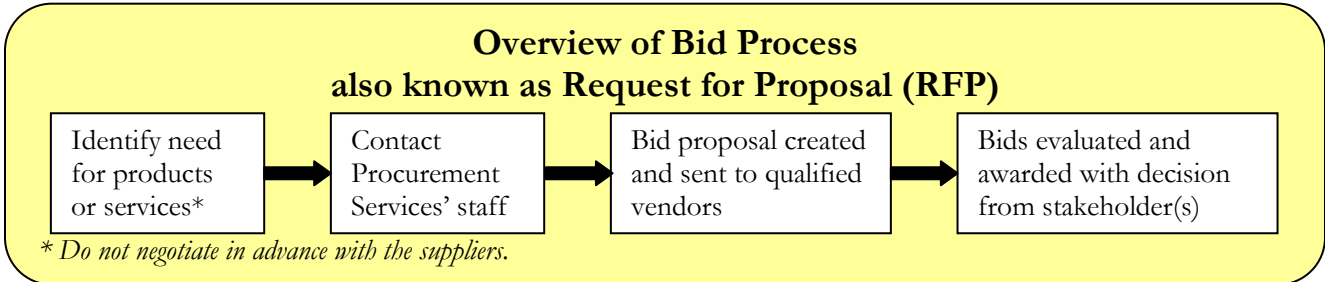 Overview of Bid Process
also known as Request for Proposal (RFP)
Identify need
for products
or services*
Contact
Procurement
Services’ staff
Bid proposal created
and sent to qualified
vendors
Bids evaluated and
awarded with decision
from stakeholder(s)
* Do not negotiate in advance with the suppliers.